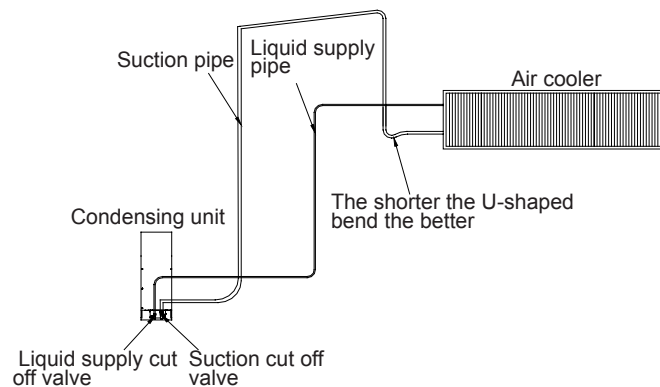 Suction pipe
Liquid supply
pipe
Air cooler
The shorter the U-shaped
bend the better
Condensing unit
Liquid supply cut
off valve
Suction cut off
valve